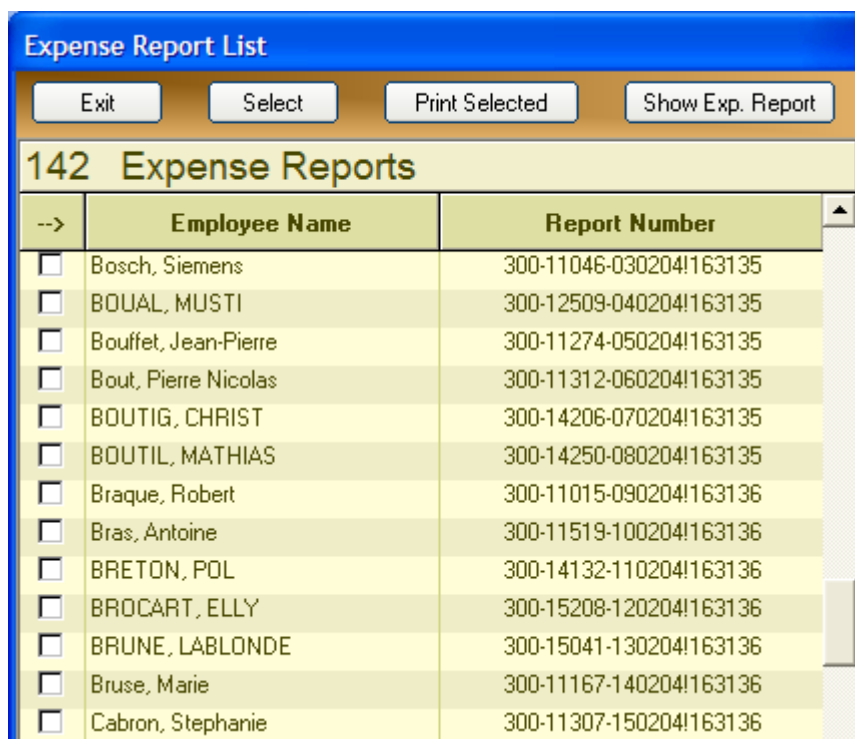 Expense Report List
Exit Select Print Selected Show Exp. Report
142 Expense Reports
--> Employee Name Report Number
Bosch, Siemens 300-11046-030204!163135
BOUAL, MUSTI 300-12509-040204!163135
Bouffet, Jean-Pierre 300-11274-050204!163135
Bout, Pierre Nicolas 300-11312-060204!163135
BOUTIG, CHRIST 300-14206-070204!163135
BOUTIL, MATHIAS 300-14250-080204!163135
Braque, Robert 300-11015-090204!163136
Bras, Antoine 300-11519-100204!163136
BRETON, POL 300-14132-110204!163136
BROCART, ELLY 300-15208-120204!163136
BRUNE, LABLONDE 300-15041-130204!163136
Bruse, Marie 300-11167-140204!163136
Cabron, Stephanie 300-11307-150204!163136